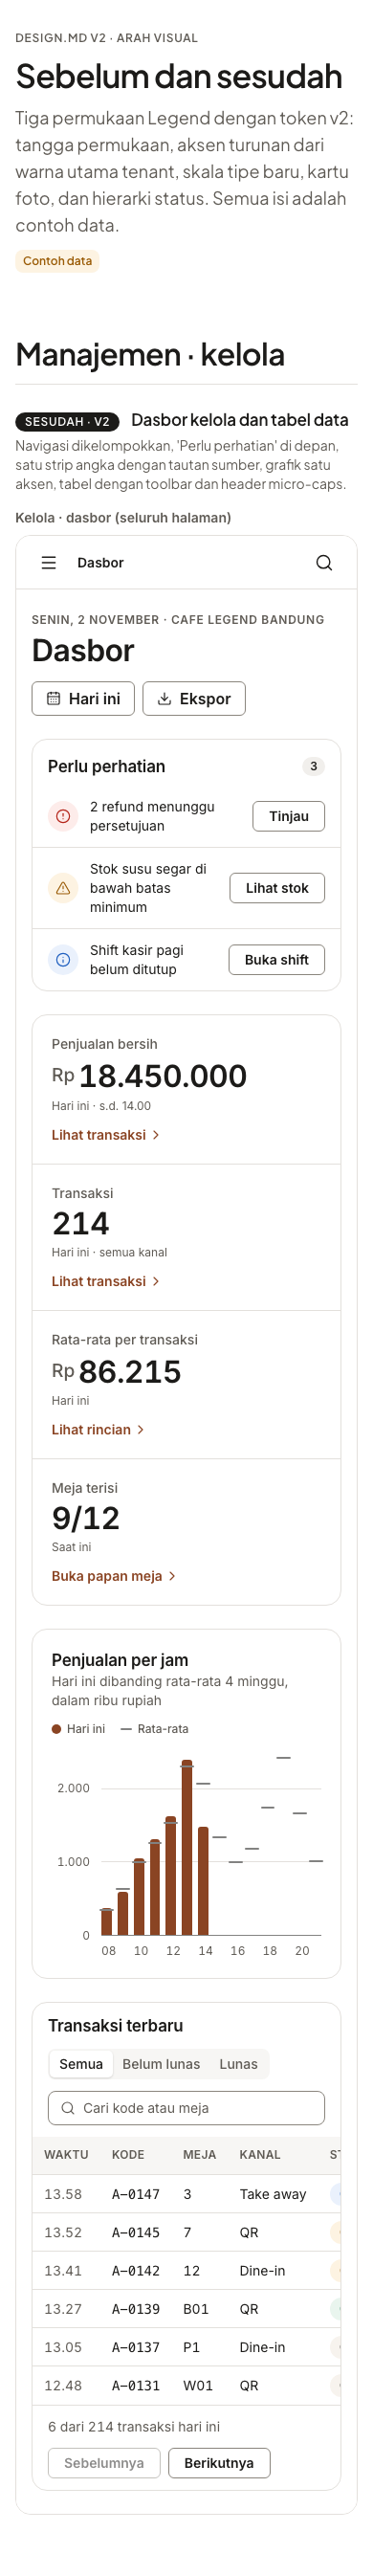 DESIGN.MD V2 · ARAH VISUAL
Sebelum dan sesudah
Tiga permukaan Legend dengan token v2:
tangga permukaan, aksen turunan dari
warna utama tenant, skala tipe baru, kartu
foto, dan hierarki status. Semua isi adalah
contoh data.
Contoh data
Manajemen · kelola
SESUDAH · V2 Dasbor kelola dan tabel data
Navigasi dikelompokkan, 'Perlu perhatian' di depan,
satu strip angka dengan tautan sumber, grafik satu
aksen, tabel dengan toolbar dan header micro-caps.
Kelola · dasbor (seluruh halaman)
Dasbor
SENIN, 2 NOVEMBER · CAFE LEGEND BANDUNG
Dasbor
Hari ini Ekspor
Perlu perhatian 3
2 refund menunggu
persetujuan
Tinjau
Stok susu segar di
bawah batas
minimum
Lihat stok
Shift kasir pagi
belum ditutup
Buka shift
Penjualan bersih
Rp 18.450.000
Hari ini · s.d. 14.00
Lihat transaksi
Transaksi
214
Hari ini · semua kanal
Lihat transaksi
Rata-rata per transaksi
Rp 86.215
Hari ini
Lihat rincian
Meja terisi
9/12
Saat ini
Buka papan meja
Penjualan per jam
Hari ini dibanding rata-rata 4 minggu,
dalam ribu rupiah
Hari ini Rata-rata
2.000
1.000
0
08 10 12 14 16 18 20
Transaksi terbaru
Semua Belum lunas Lunas
Cari kode atau meja
WAKTU KODE MEJA KANAL
13.58 A-0147 3 Take away
13.52 A-0145 7 QR
13.41 A-0142 12 Dine-in
13.27 A-0139 B01 QR
13.05 A-0137 P1 Dine-in
12.48 A-0131 W01 QR
6 dari 214 transaksi hari ini
Sebelumnya Berikutnya